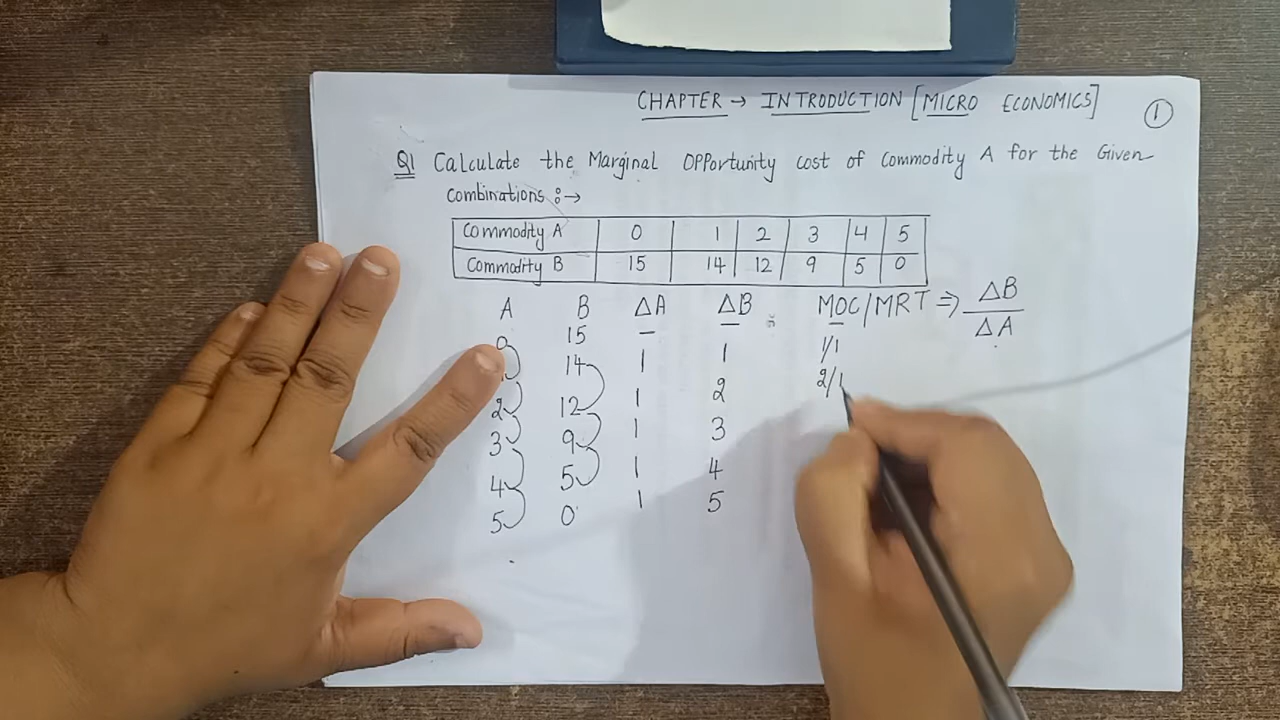 CHAPTER → INTRODUCTION [MICRO ECONOMICS]
1
Q1 Calculate the Marginal Opportunity cost of Commodity A for the Given
Combinations :→
Commodity A 0 1 2 3 4 5
Commodity B 15 14 12 9 5 0
A B ΔA ΔB MOC/MRT ⇒ ΔB/ΔA
0 15 —
14 1 1 1/1
2 12 1 2 2/1
3 9 1 3
4 5 1 4
5 0 1 5